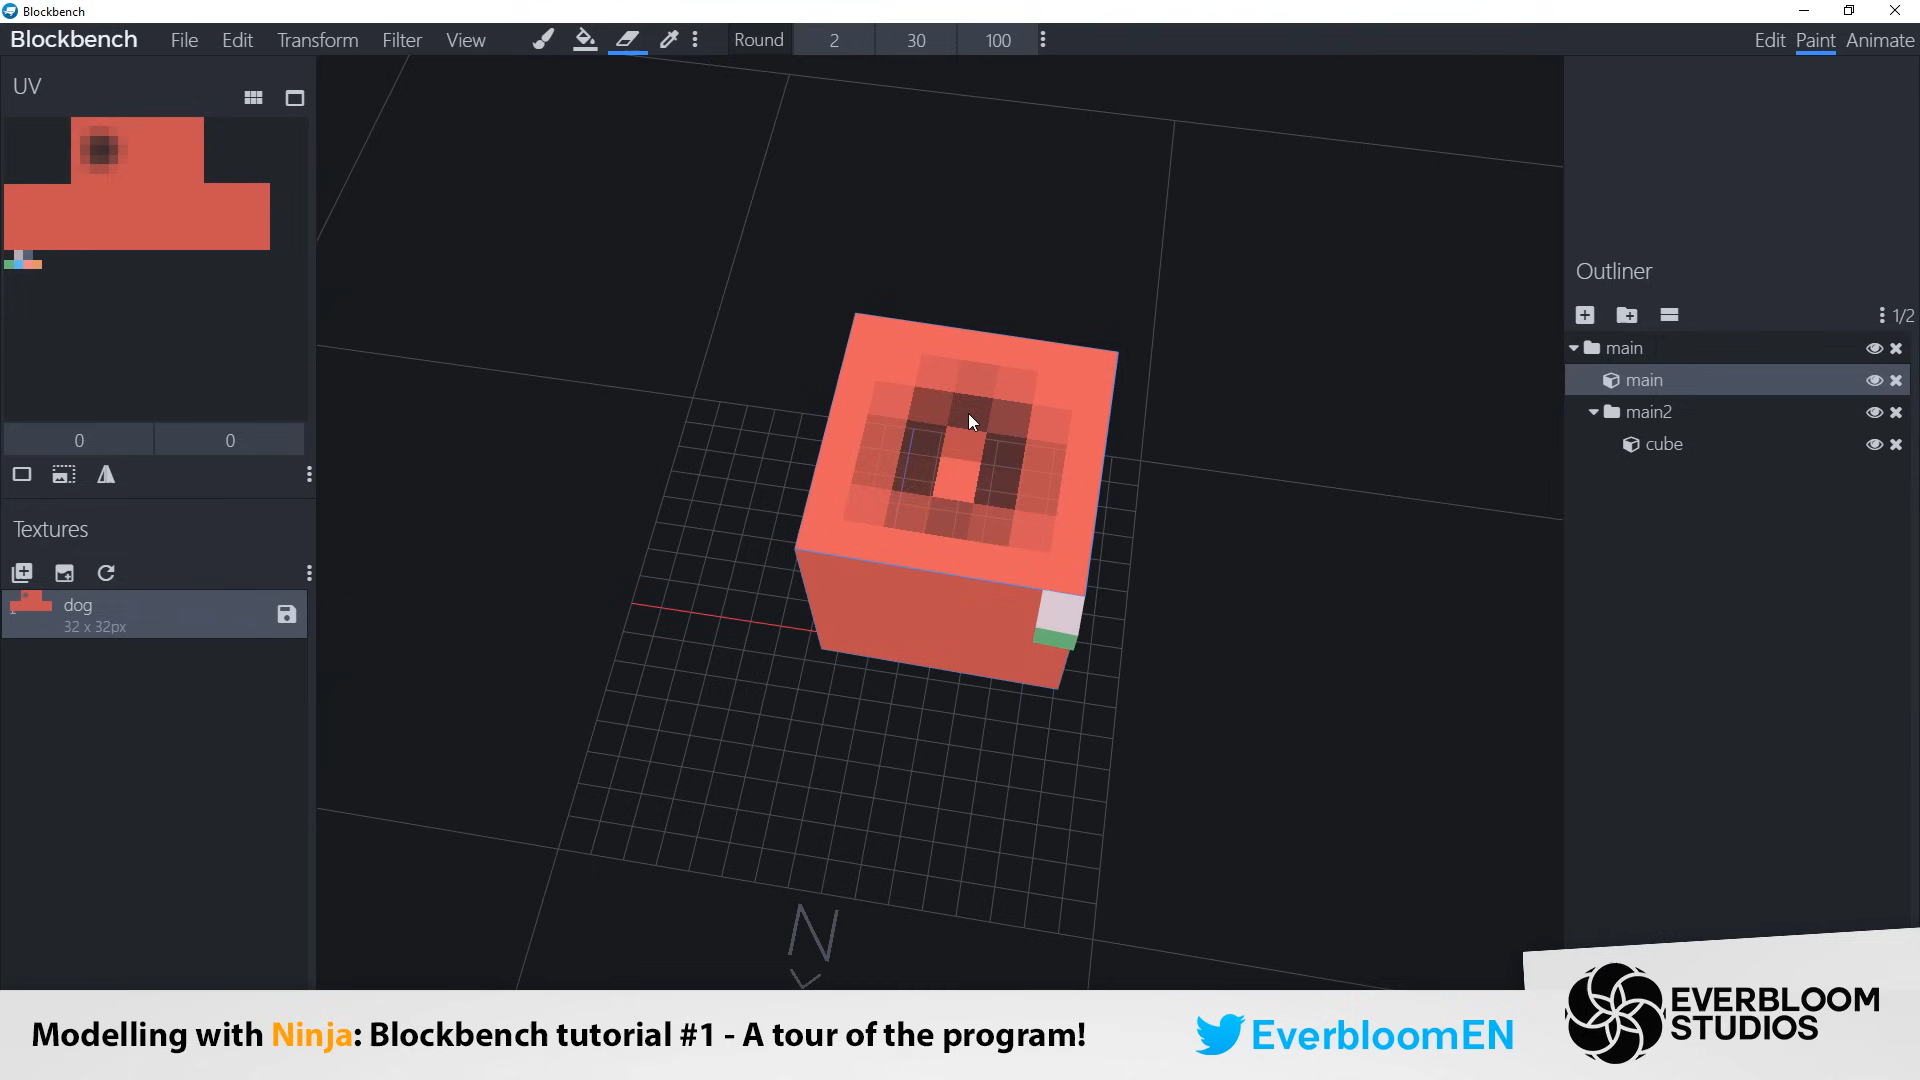 Blockbench
Blockbench File Edit Transform Filter View Round 2 30 100 Edit Paint Animate
UV
0 0
Textures
dog
32 x 32px
Outliner
1/2
main
main
main2
cube
N
Modelling with Ninja: Blockbench tutorial #1 - A tour of the program!
EverbloomEN
EVERBLOOM
STUDIOS